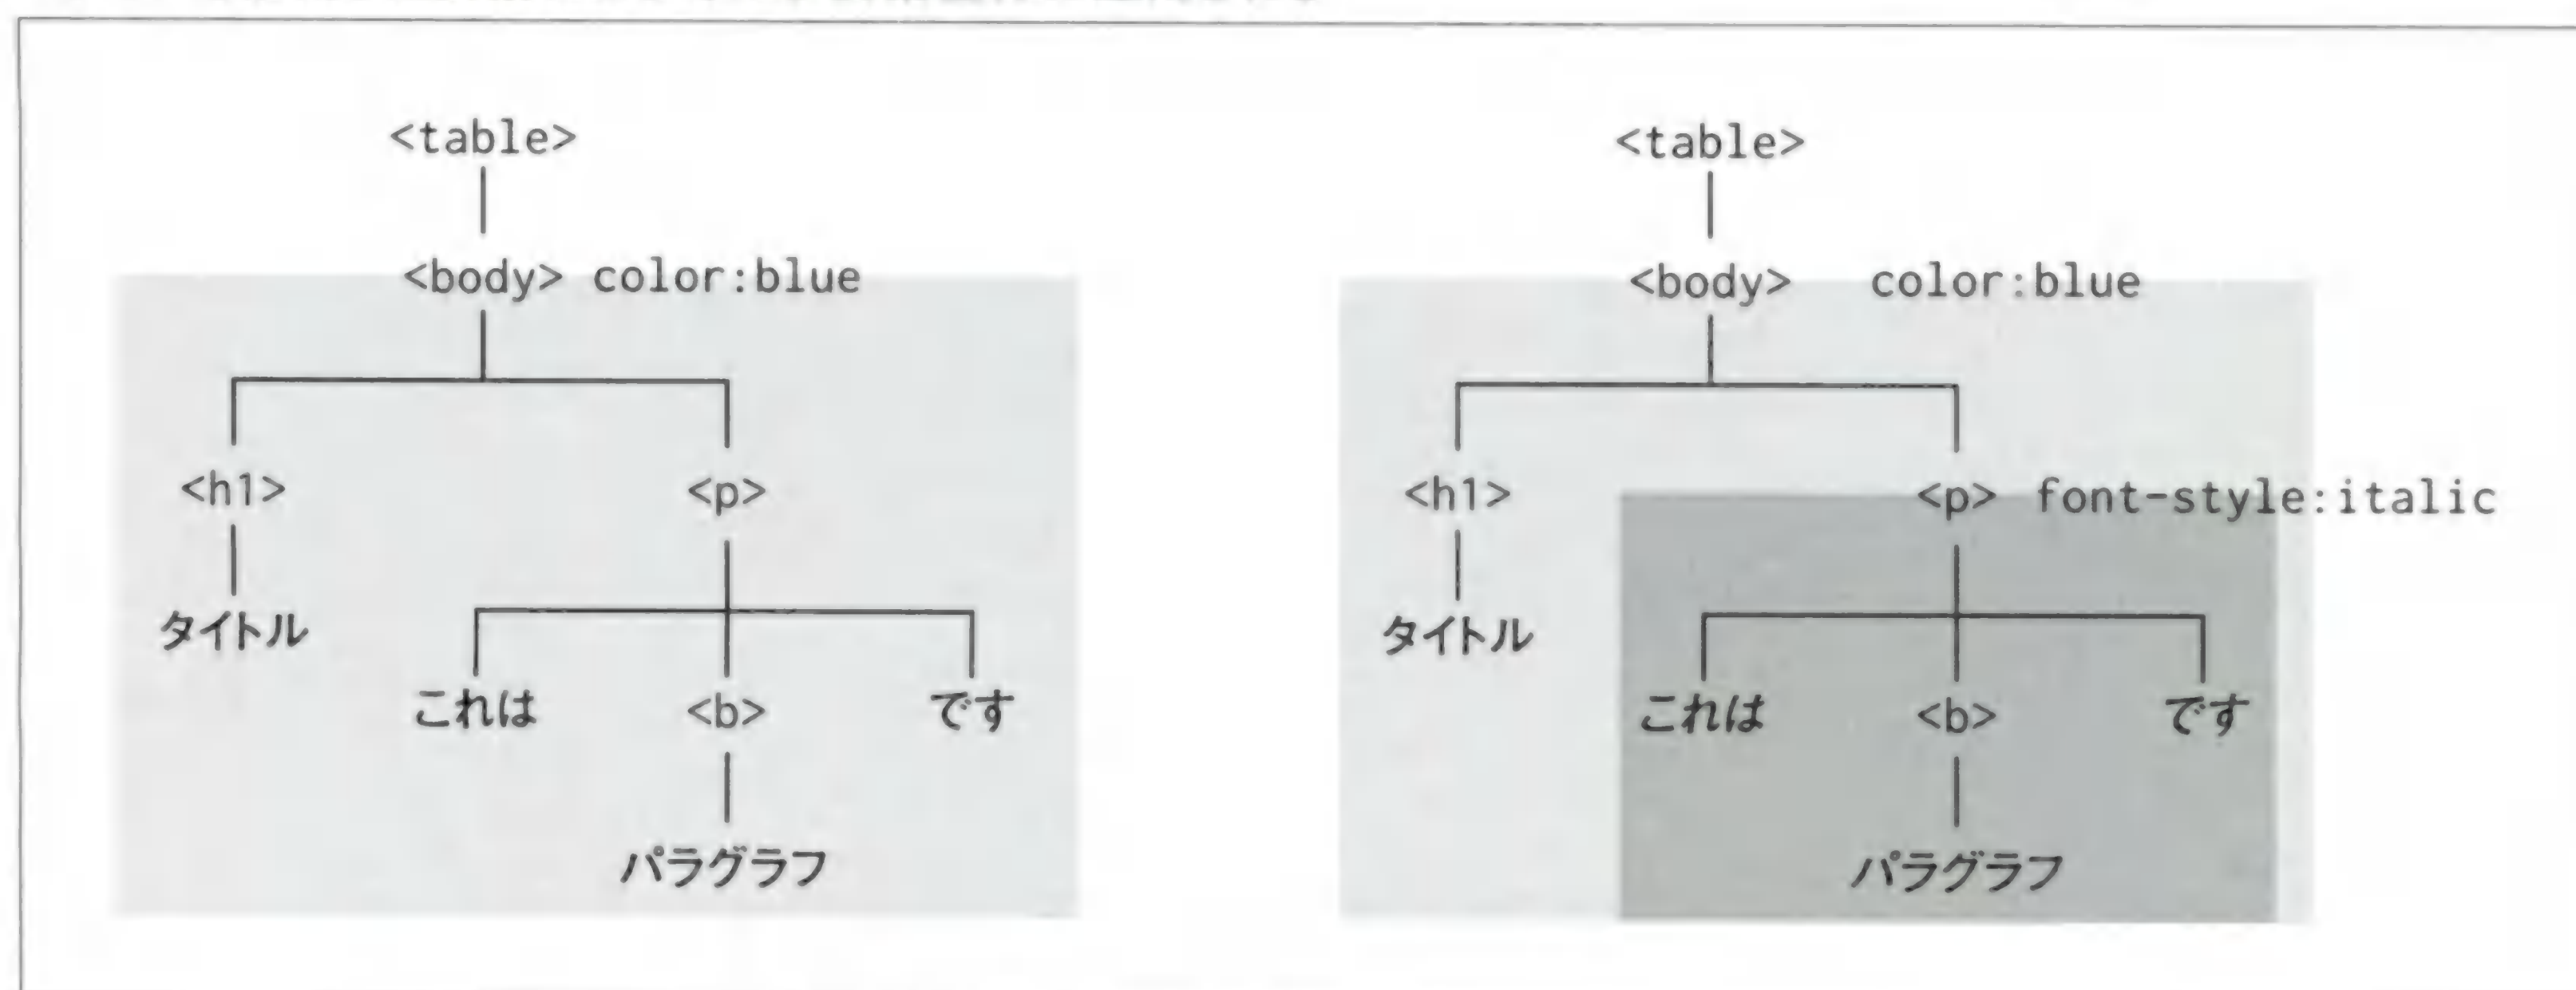 <table>
<body> color:blue
<h1>
<p>
タイトル
これは
<b>
です
パラグラフ
<table>
<body> color:blue
<h1>
<p> font-style:italic
タイトル
これは
<b>
です
パラグラフ